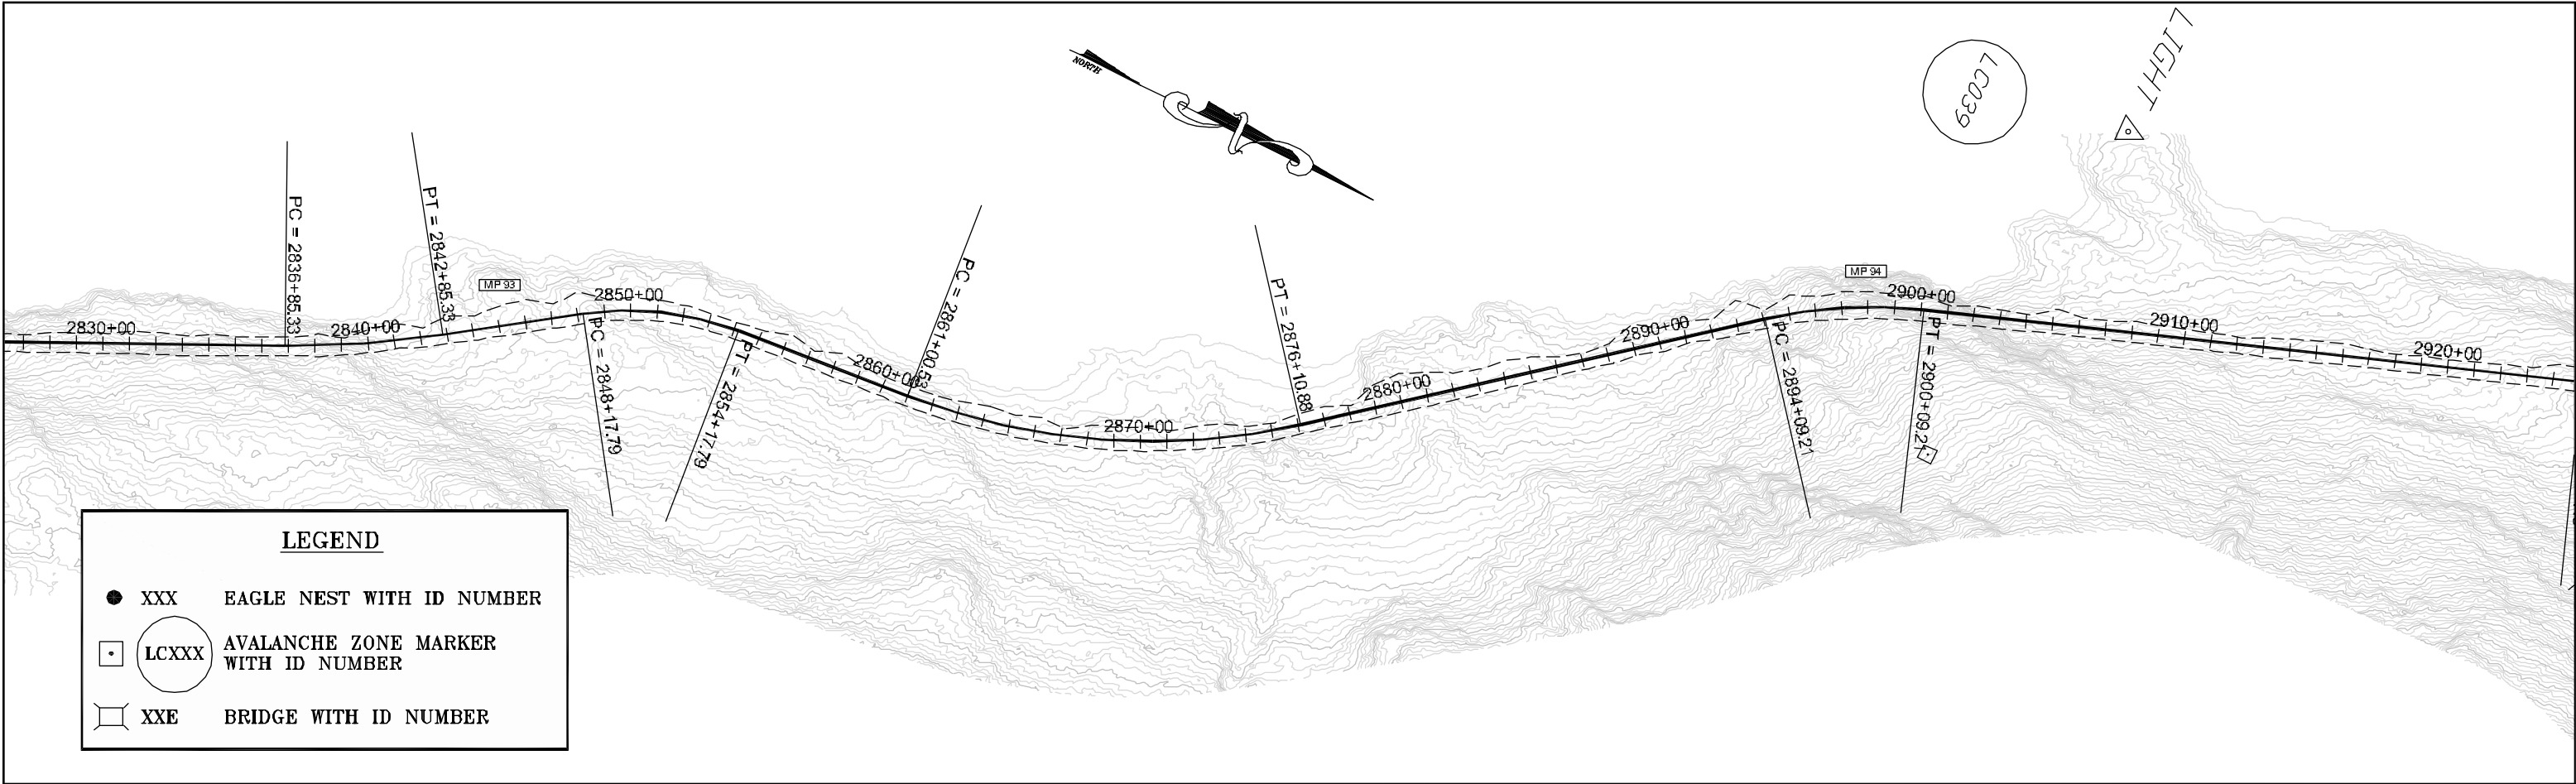 NORTH
LC039
LIGHT
PC = 2836+85.33
PT = 2842+85.33
MP 93
2850+00
PC = 2861+00.53
PT = 2876+10.88
MP 94
2900+00
2830+00
2840+00
PC = 2848+17.79
PT = 2854+17.79
2860+00
2870+00
2880+00
2890+00
PC = 2894+09.21
PT = 2900+09.21
2910+00
2920+00
LEGEND
XXX EAGLE NEST WITH ID NUMBER
LCXXX AVALANCHE ZONE MARKER
WITH ID NUMBER
XXE BRIDGE WITH ID NUMBER